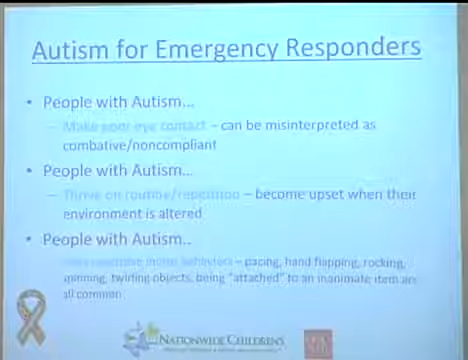 Autism for Emergency Responders
• People with Autism...
– Make poor eye contact – can be misinterpreted as
combative/noncompliant
• People with Autism...
– Thrive on routine/repetition – become upset when their
environment is altered
• People with Autism..
motor behaviors – pacing, hand flapping, rocking,
twirling objects, being "attached" to an inanimate item are
all common
NATIONWIDE CHILDREN'S